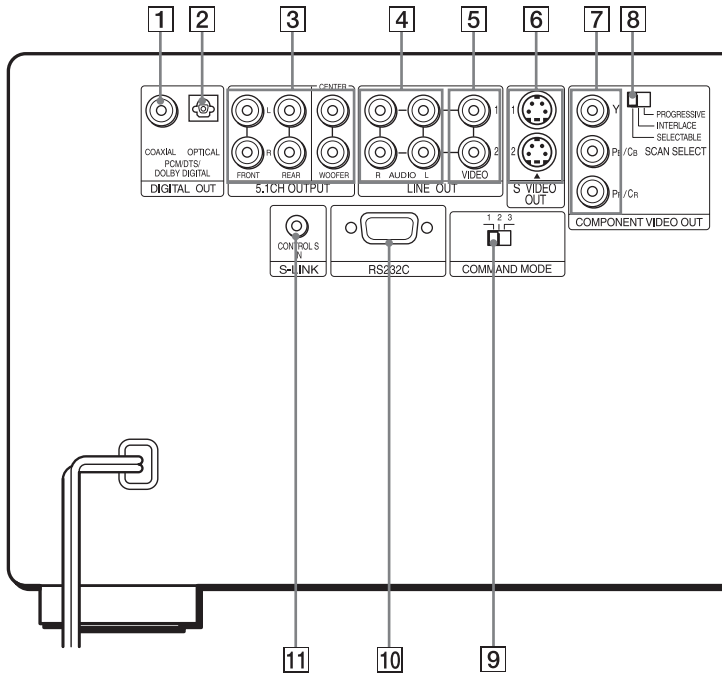 1 2 3 4 5 6 7 8
CENTER
L
R
FRONT REAR WOOFER
5.1CH OUTPUT
COAXIAL OPTICAL
PCM/DTS/
DOLBY DIGITAL
DIGITAL OUT
1
2
R AUDIO L VIDEO
LINE OUT
1
2
S VIDEO
OUT
Y
PB/CB
PR/CR
PROGRESSIVE
INTERLACE
SELECTABLE
SCAN SELECT
COMPONENT VIDEO OUT
CONTROL S
IN
S-LINK
RS232C
1 2 3
COMMAND MODE
11 10 9